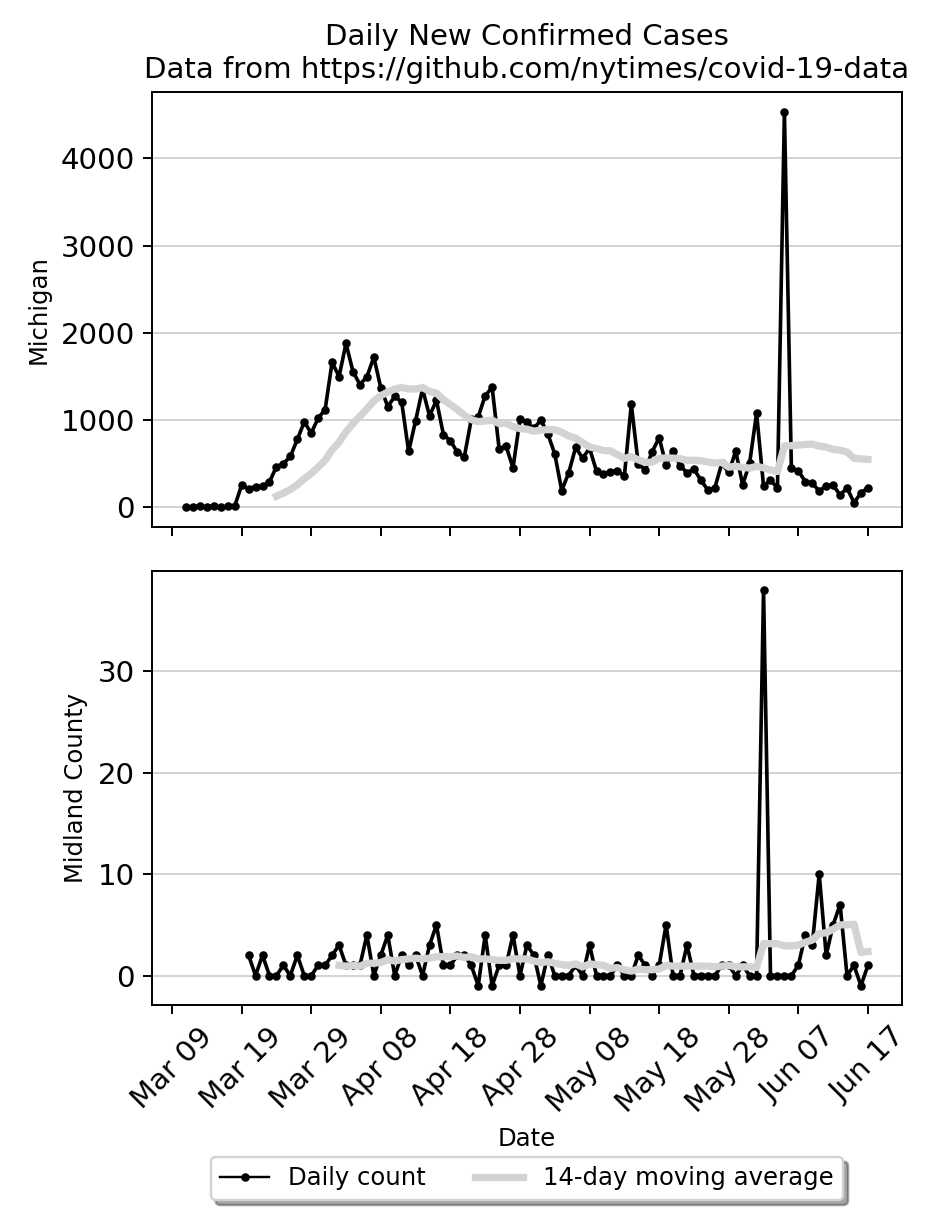 Daily New Confirmed Cases
Data from https://github.com/nytimes/covid-19-data
4000
3000
2000
1000
0
Michigan
30
20
10
0
Midland County
Mar 09
Mar 19
Mar 29
Apr 08
Apr 18
Apr 28
May 08
May 18
May 28
Jun 07
Jun 17
Date
Daily count
14-day moving average